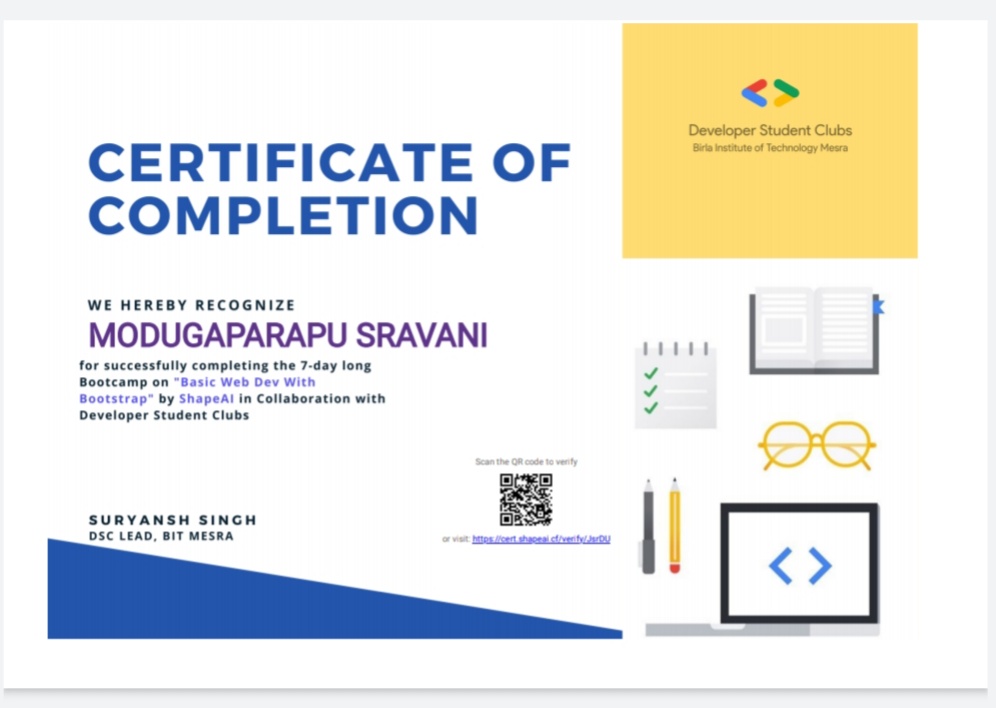 Developer Student Clubs
Birla Institute of Technology Mesra
CERTIFICATE OF
COMPLETION
WE HEREBY RECOGNIZE
MODUGAPARAPU SRAVANI
for successfully completing the 7-day long
Bootcamp on "Basic Web Dev With
Bootstrap" by ShapeAI in Collaboration with
Developer Student Clubs
Scan the QR code to verify
or visit: https://cert.shapeai.cf/verify/JsrDU
SURYANSH SINGH
DSC LEAD, BIT MESRA